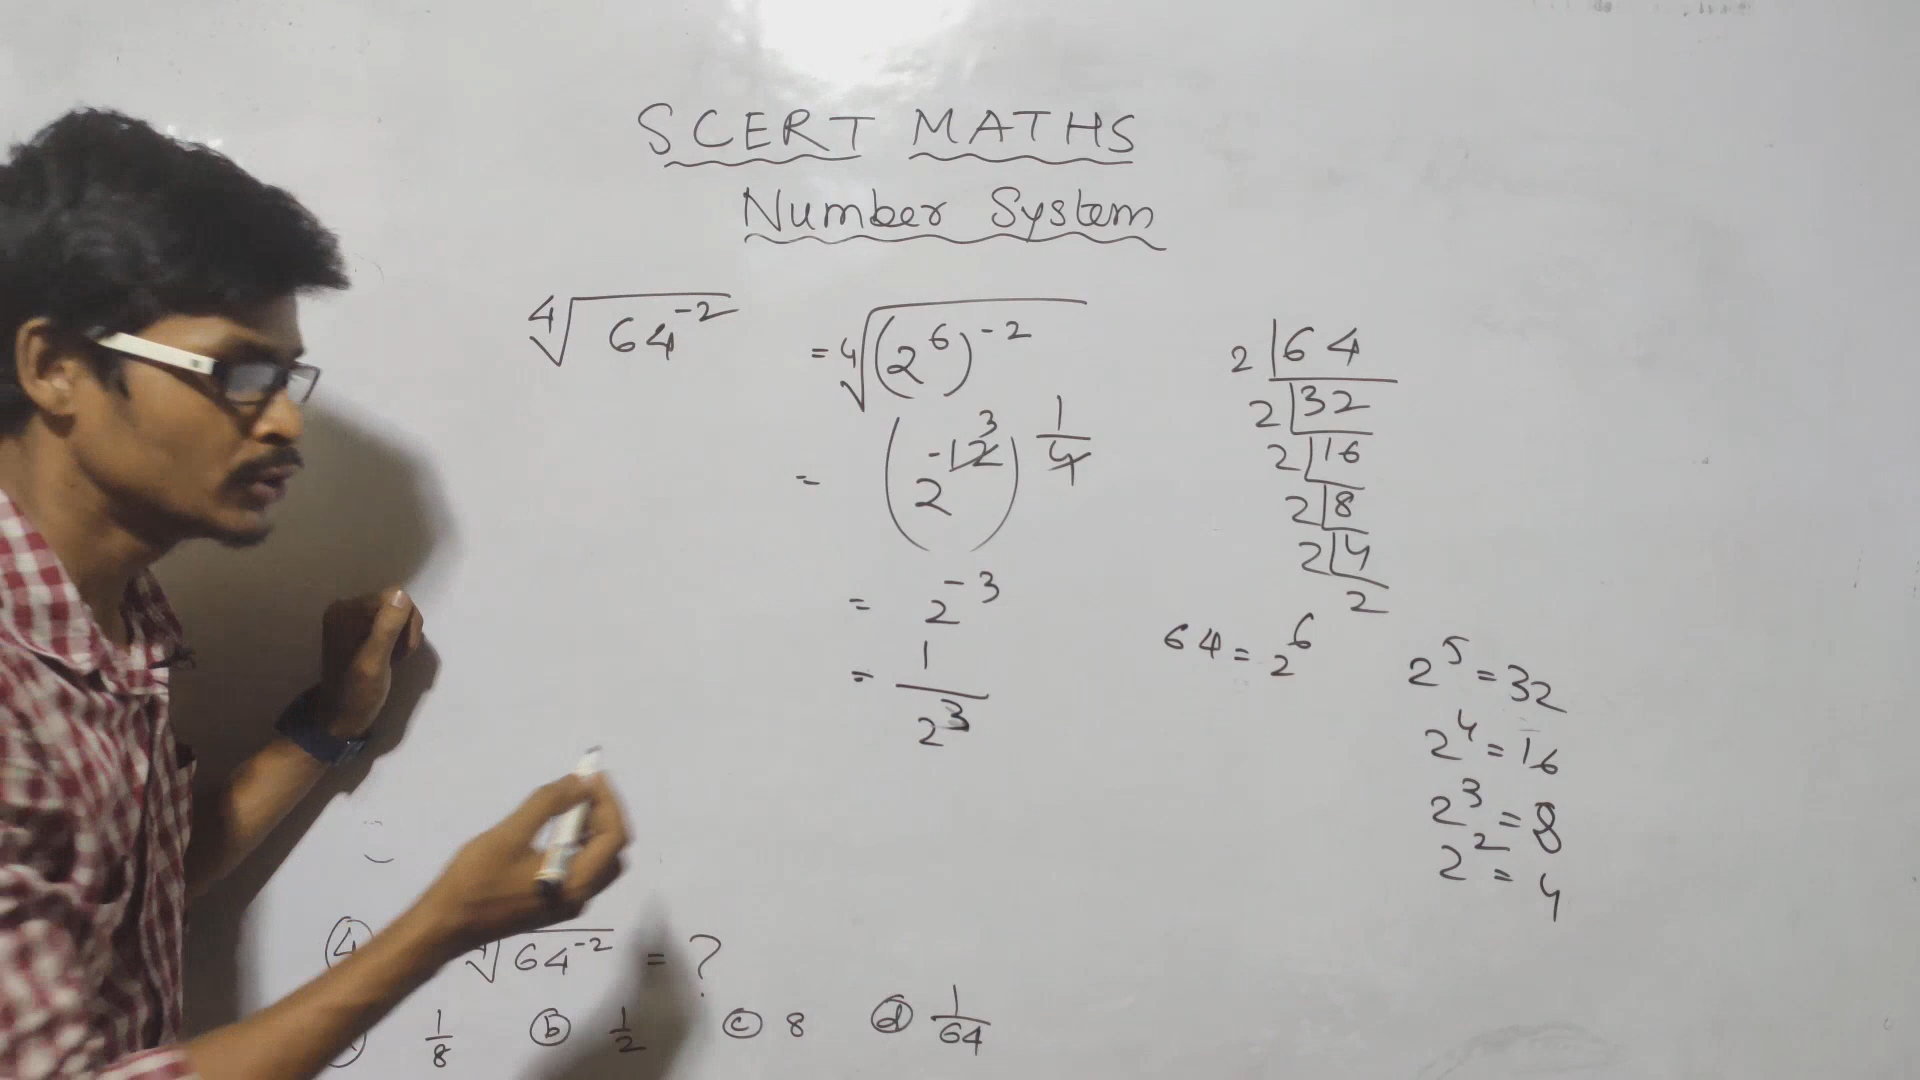 SCERT MATHS
Number System
∜64⁻² = ∜(2⁶)⁻²
= (2⁻¹²)^(1/4) 3
= 2⁻³
= 1/2³
2 | 64
2 | 32
2 | 16
2 | 8
2 | 4
2
64 = 2⁶
2⁵ = 32
2⁴ = 16
2³ = 8
2² = 4
④ ∜64⁻² = ?
1/8 ⓑ 1/2 ⓒ 8 ⓓ 1/64